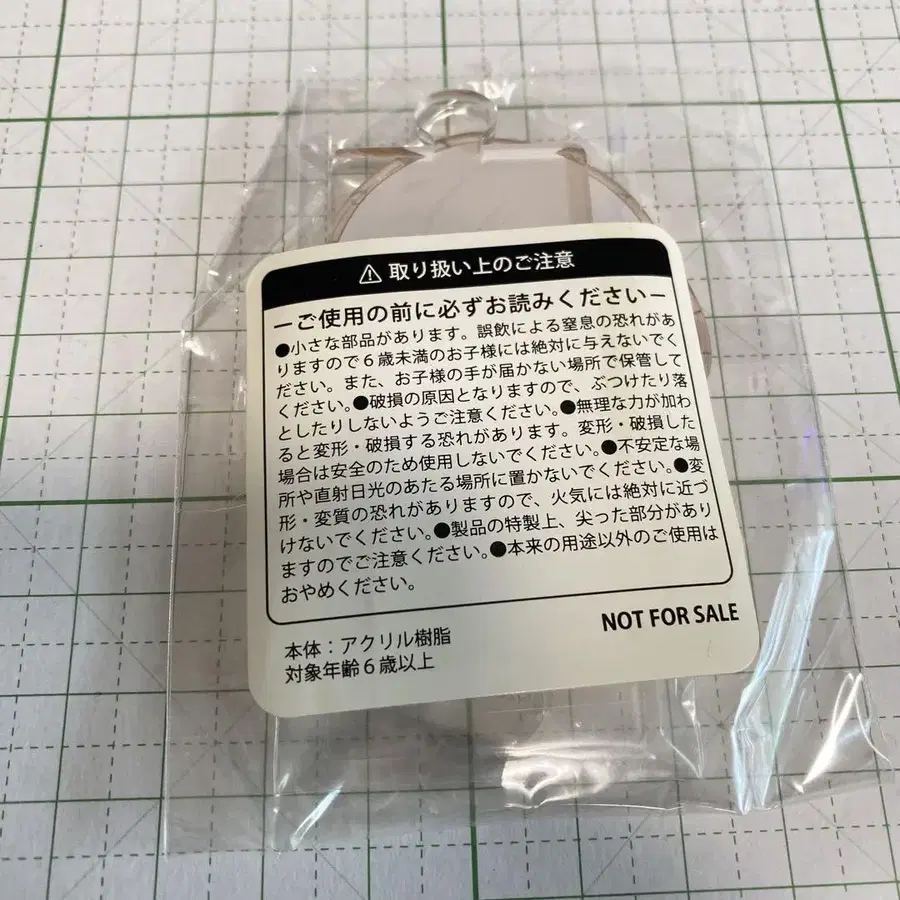 ⚠ 取り扱い上のご注意
ーご使用の前に必ずお読みくださいー
●小さな部品があります。誤飲による窒息の恐れがあ
りますので6歳未満のお子様には絶対に与えないでく
ださい。また、お子様の手が届かない場所で保管して
ください。●破損の原因となりますので、ぶつけたり落
としたりしないようご注意ください。●無理な力が加わ
ると変形・破損する恐れがあります。変形・破損した
場合は安全のため使用しないでください。●不安定な場
所や直射日光のあたる場所に置かないでください。●変
形・変質の恐れがありますので、火気には絶対に近づ
けないでください。●製品の特製上、尖った部分があり
ますのでご注意ください。●本来の用途以外のご使用は
おやめください。
NOT FOR SALE
本体：アクリル樹脂
対象年齢6歳以上